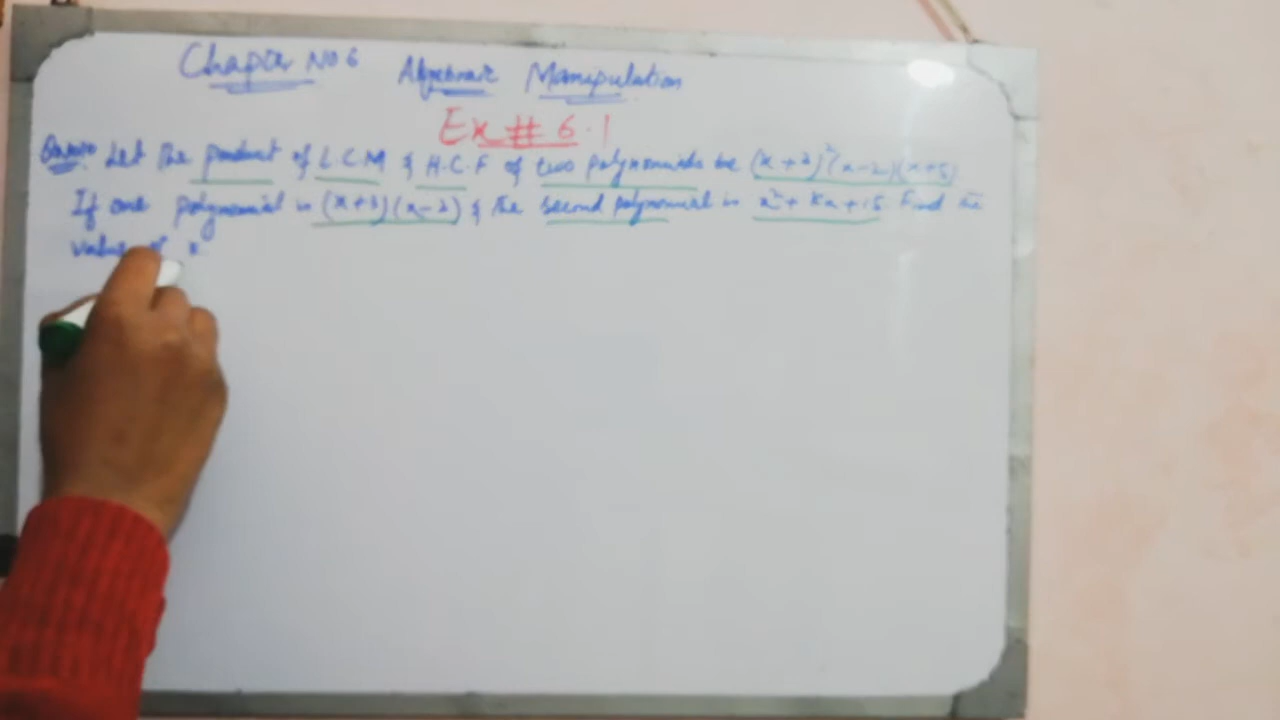 Chapter No 6 Algebraic Manipulation
Ex # 6.1
Let the product of L.C.M & H.C.F of two polynomials be (x+3)²(x-2)(x+5)
If one polynomial is (x+3)(x-2) & the second polynomial is x²+kx+15 Find the
value of